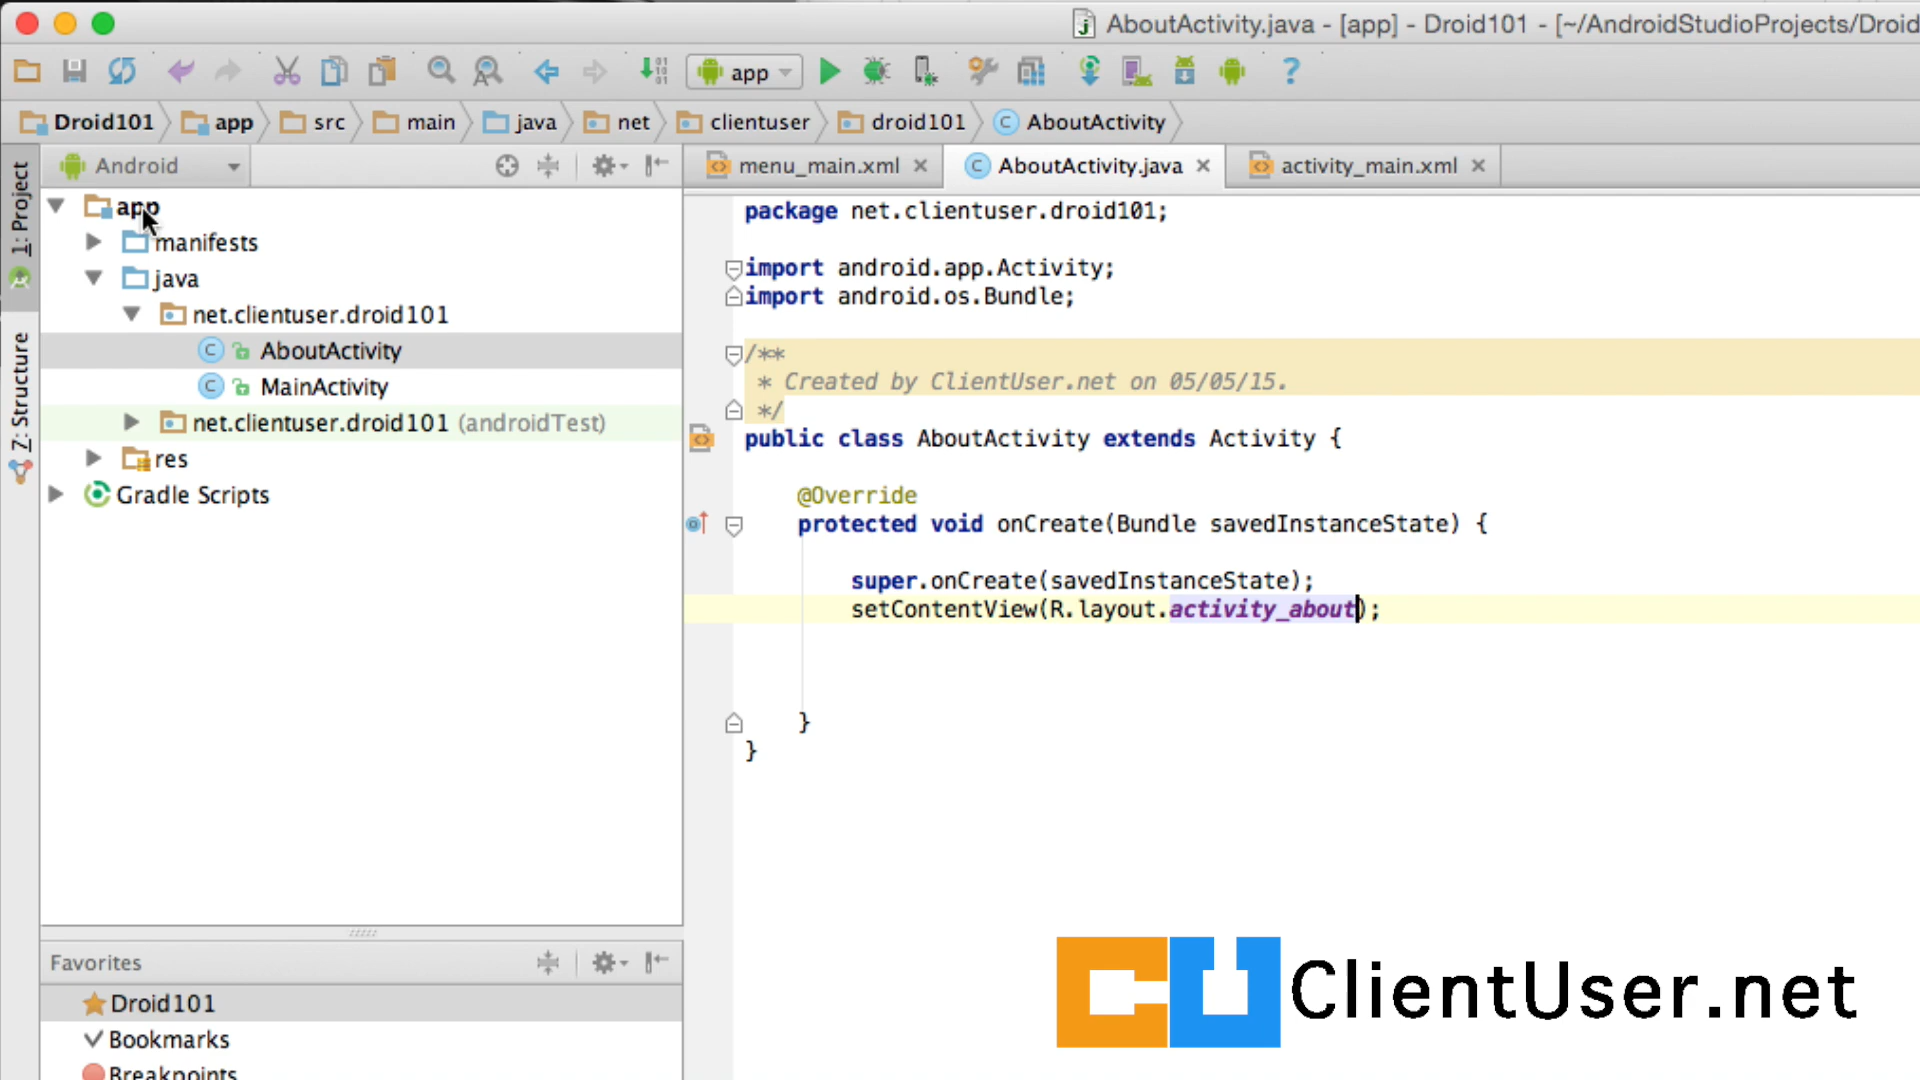 AboutActivity.java - [app] - Droid101 - [~/AndroidStudioProjects/Droid
app
Droid101 app src main java net clientuser droid101 AboutActivity
1: Project
Z: Structure
Android
app
manifests
java
net.clientuser.droid101
AboutActivity
MainActivity
net.clientuser.droid101 (androidTest)
res
Gradle Scripts
Favorites
Droid101
Bookmarks
Breakpoints
menu_main.xml AboutActivity.java activity_main.xml
package net.clientuser.droid101;
import android.app.Activity;
import android.os.Bundle;
/**
* Created by ClientUser.net on 05/05/15.
*/
public class AboutActivity extends Activity {
@Override
protected void onCreate(Bundle savedInstanceState) {
super.onCreate(savedInstanceState);
setContentView(R.layout.activity_about);
}
}
CU ClientUser.net